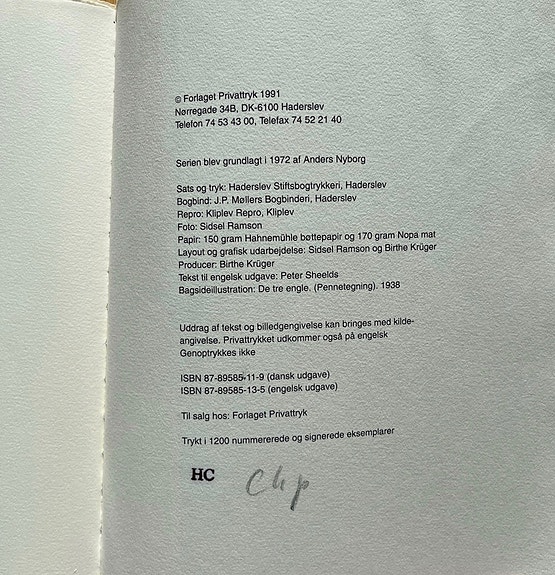 © Forlaget Privattryk 1991
Nørregade 34B, DK-6100 Haderslev
Telefon 74 53 43 00, Telefax 74 52 21 40
Serien blev grundlagt i 1972 af Anders Nyborg
Sats og tryk: Haderslev Stiftsbogtrykkeri, Haderslev
Bogbind: J.P. Møllers Bogbinderi, Haderslev
Repro: Kliplev Repro, Kliplev
Foto: Sidsel Ramson
Papir: 150 gram Hahnemühle bøttepapir og 170 gram Nopa mat
Layout og grafisk udarbejdelse: Sidsel Ramson og Birthe Krüger
Producer: Birthe Krüger
Tekst til engelsk udgave: Peter Sheelds
Bagsideillustration: De tre engle. (Pennetegning). 1938
Uddrag af tekst og billedgengivelse kan bringes med kilde-
angivelse. Privattrykket udkommer også på engelsk
Genoptrykkes ikke
ISBN 87-89585-11-9 (dansk udgave)
ISBN 87-89585-13-5 (engelsk udgave)
Til salg hos: Forlaget Privattryk
Trykt i 1200 nummererede og signerede eksemplarer
HC